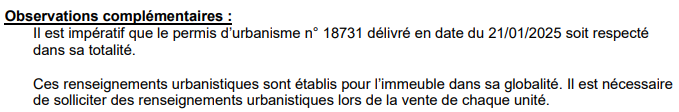 Observations complémentaires :
Il est impératif que le permis d'urbanisme n° 18731 délivré en date du 21/01/2025 soit respecté
dans sa totalité.
Ces renseignements urbanistiques sont établis pour l'immeuble dans sa globalité. Il est nécessaire
de solliciter des renseignements urbanistiques lors de la vente de chaque unité.